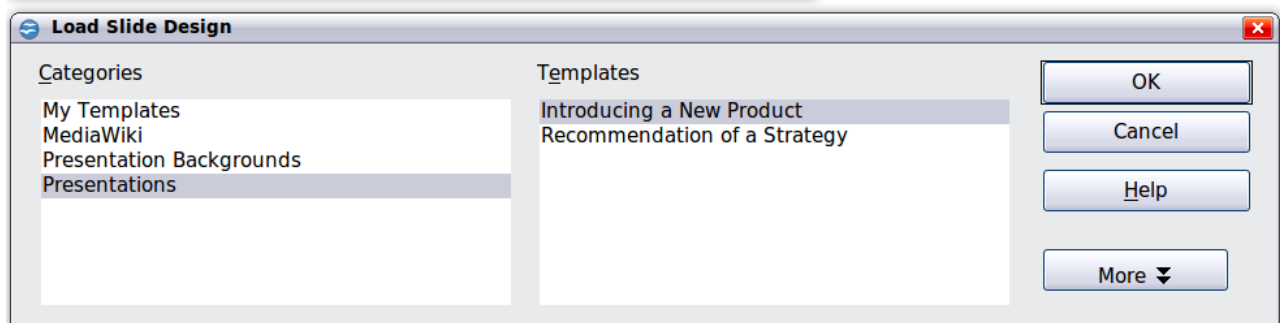 Load Slide Design
Categories
My Templates
MediaWiki
Presentation Backgrounds
Presentations
Templates
Introducing a New Product
Recommendation of a Strategy
OK
Cancel
Help
More